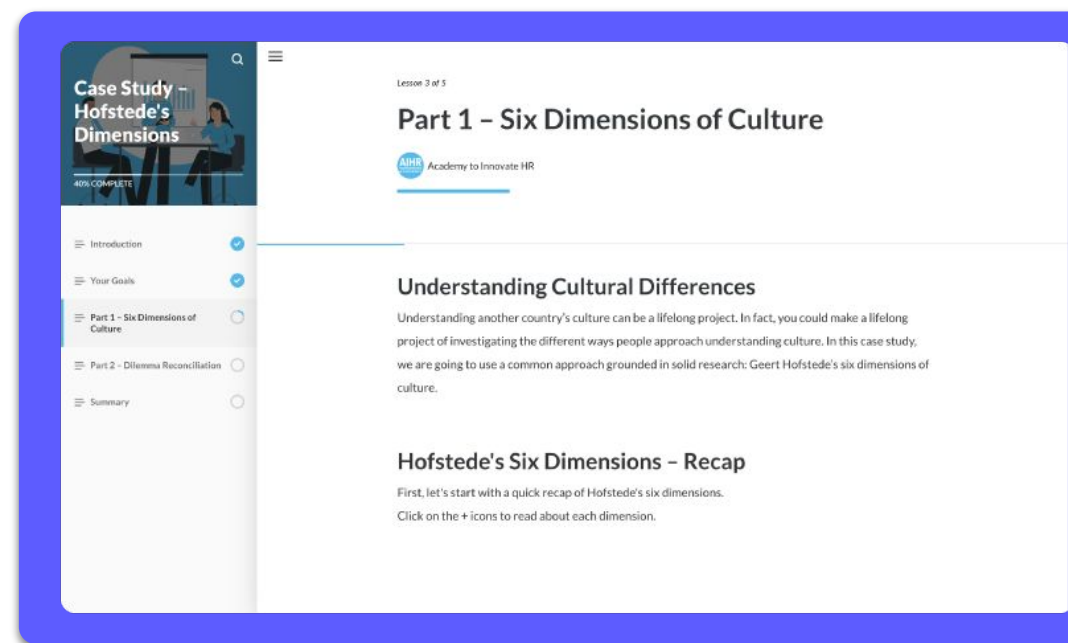 Case Study –
Hofstede's
Dimensions
40% COMPLETE
Introduction
Your Goals
Part 1 – Six Dimensions of
Culture
Part 2 – Dilemma Reconciliation
Summary
Lesson 3 of 5
Part 1 – Six Dimensions of Culture
AIHR
Academy to Innovate HR
Understanding Cultural Differences
Understanding another country's culture can be a lifelong project. In fact, you could make a lifelong
project of investigating the different ways people approach understanding culture. In this case study,
we are going to use a common approach grounded in solid research: Geert Hofstede's six dimensions of
culture.
Hofstede's Six Dimensions – Recap
First, let's start with a quick recap of Hofstede's six dimensions.
Click on the + icons to read about each dimension.